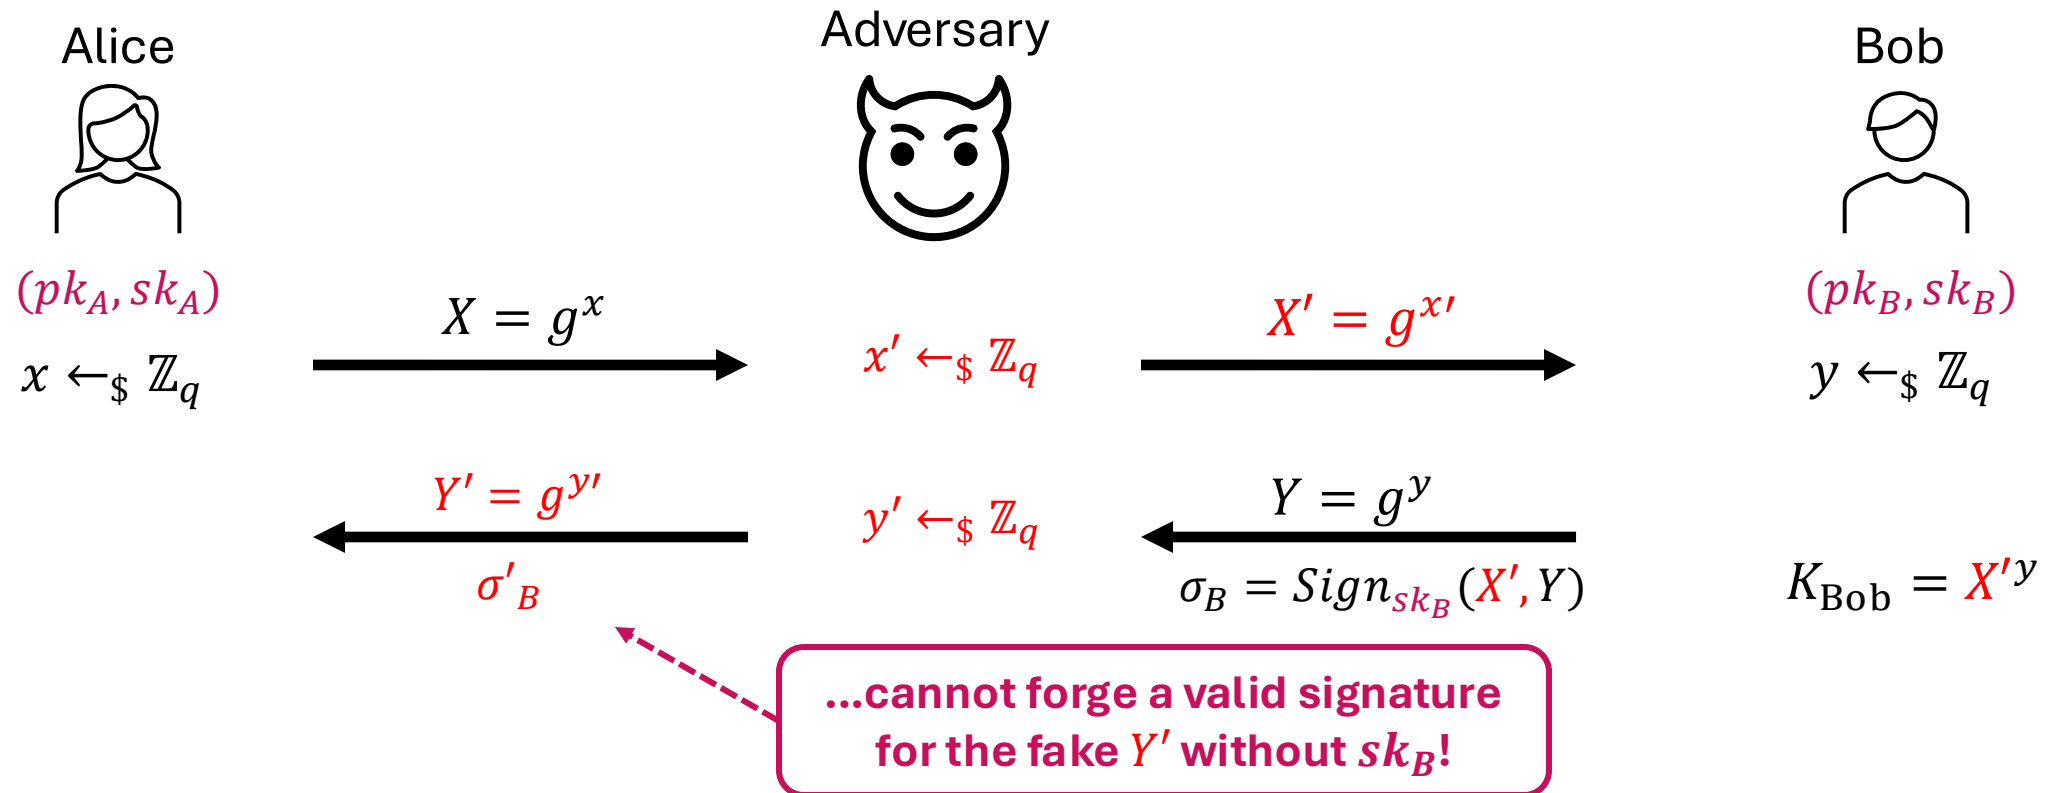 Alice
Adversary
Bob
(pk_A, sk_A)
X = g^x
X′ = g^{x′}
(pk_B, sk_B)
x ←_$ ℤ_q
x′ ←_$ ℤ_q
y ←_$ ℤ_q
Y′ = g^{y′}
y′ ←_$ ℤ_q
Y = g^y
σ′_B
σ_B = Sign_{sk_B}(X′, Y)
K_Bob = X′^y
...cannot forge a valid signature
for the fake Y′ without sk_B!